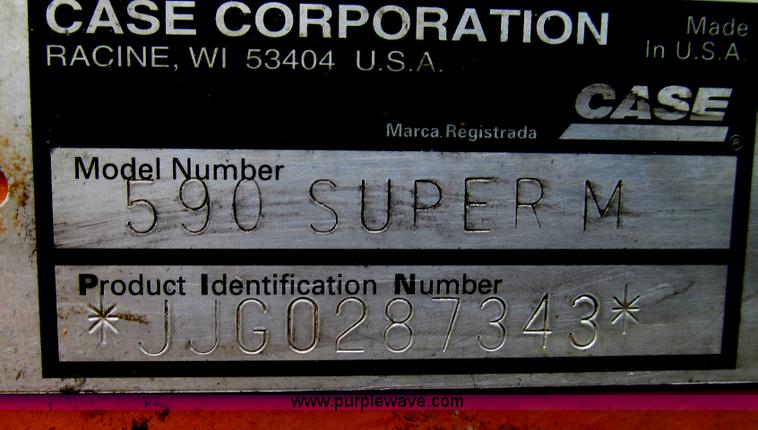 CASE CORPORATION
RACINE, WI 53404 U.S.A.
Made
In U.S.A.
CASE
Marca Registrada
®
Model Number
590 SUPER M
Product Identification Number
*JJG0287343*
www.purplewave.com